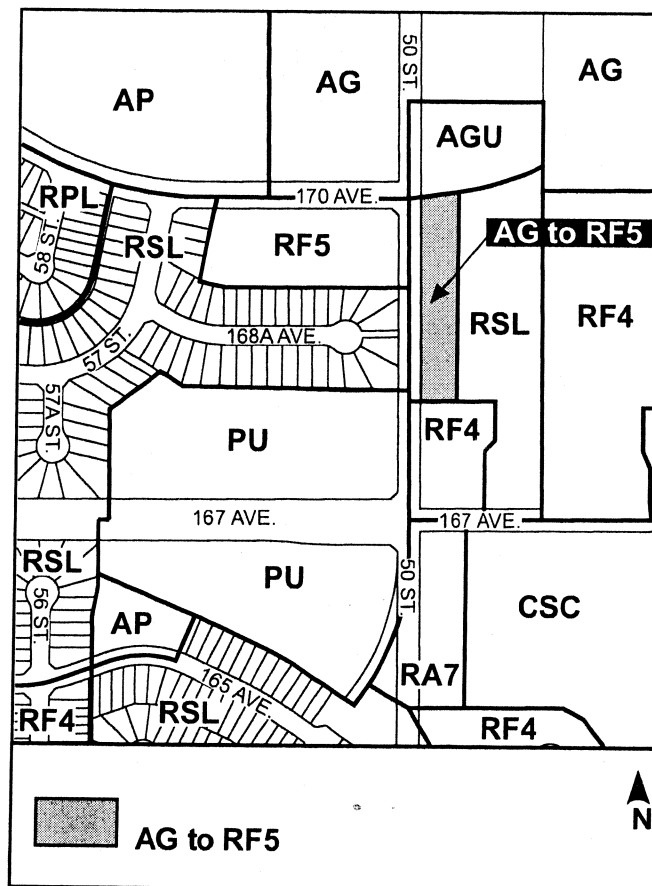 50 ST.
AP
AG
AG
AGU
RPL
170 AVE.
58 ST.
RSL
RF5
AG to RF5
168A AVE.
RSL
RF4
57 ST.
57A ST.
RF4
PU
167 AVE.
167 AVE.
RSL
PU
50 ST.
56 ST.
CSC
AP
RA7
165 AVE.
RF4
RSL
RF4
N
AG to RF5